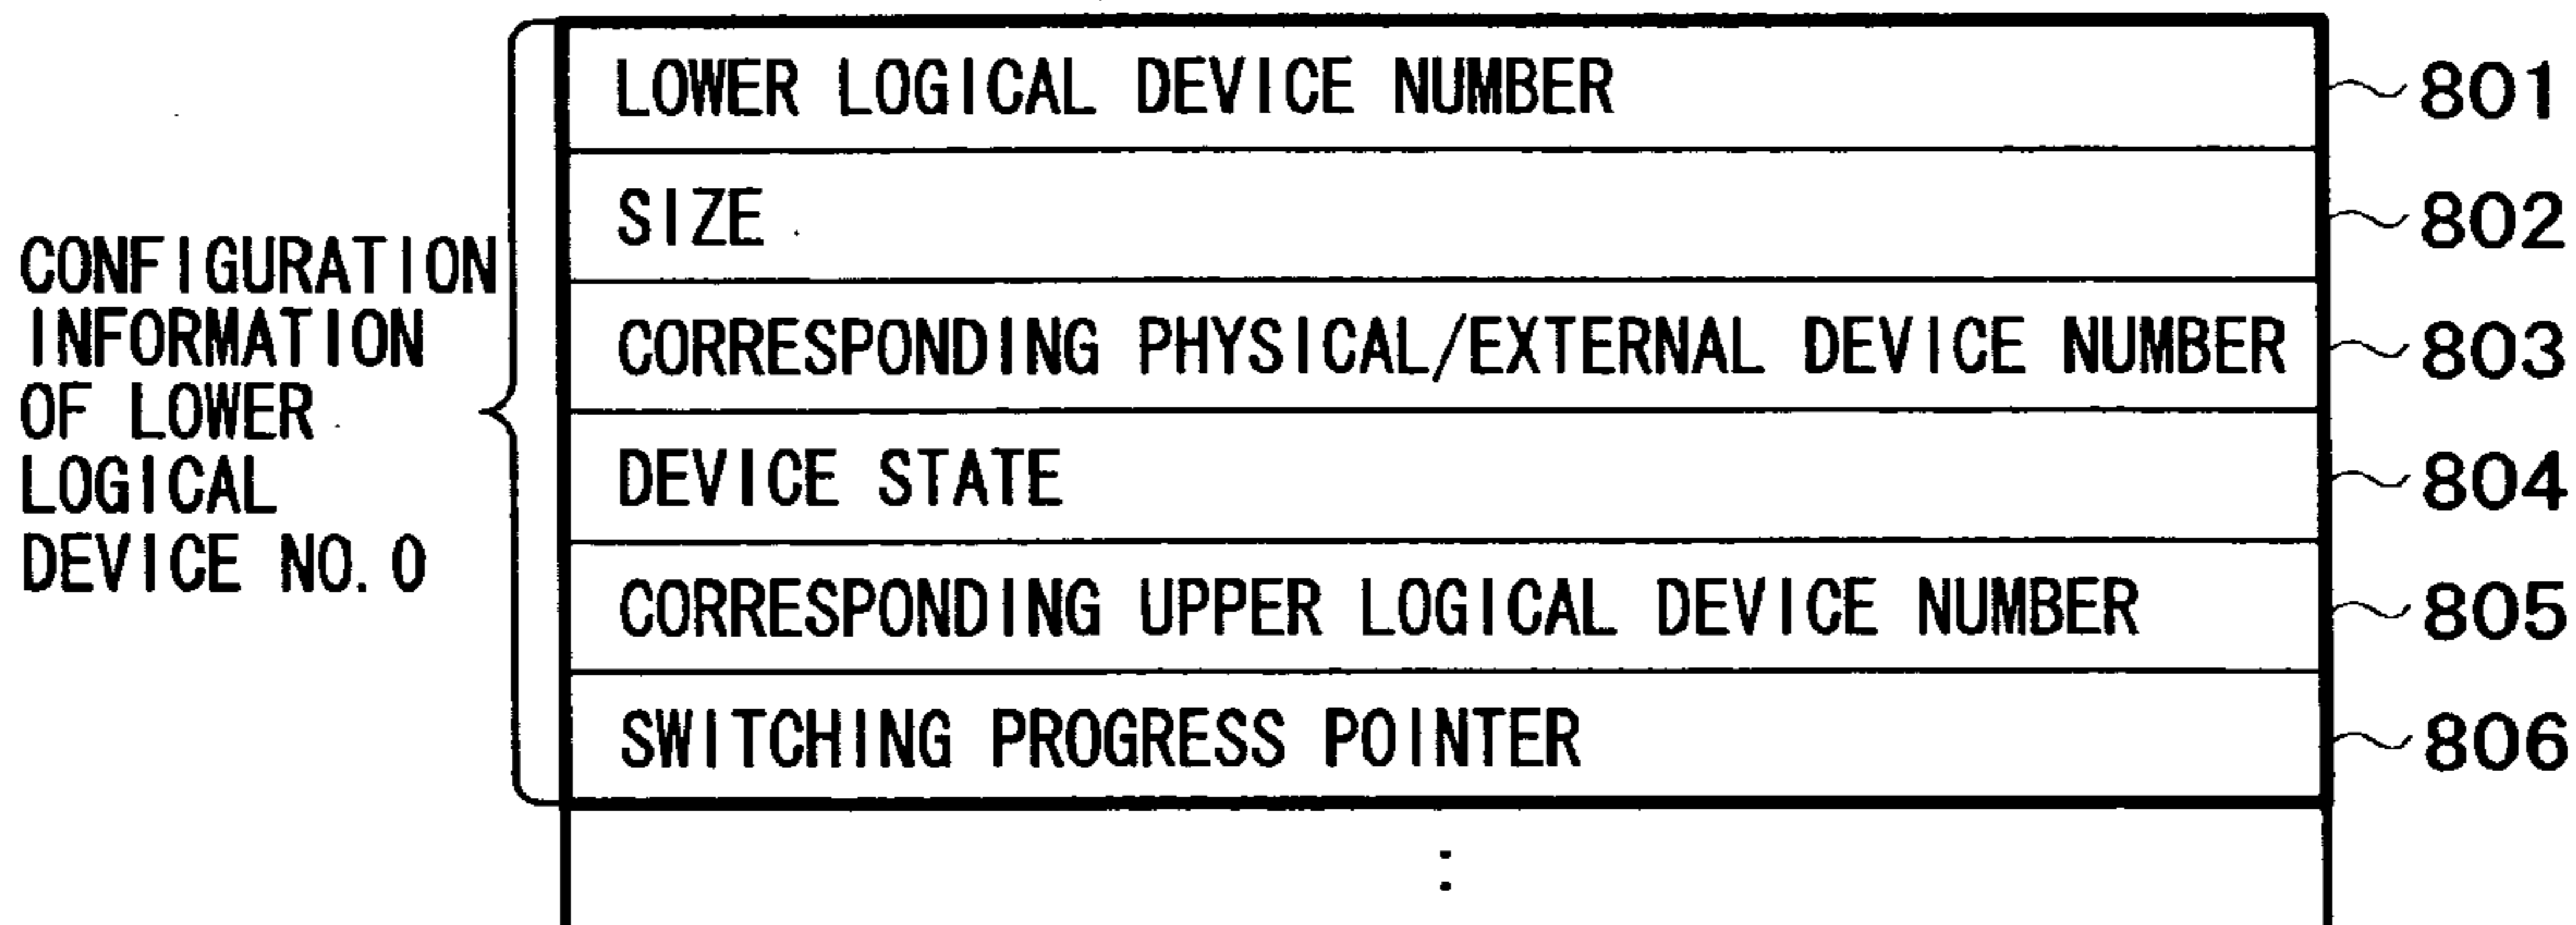 LOWER LOGICAL DEVICE NUMBER 801
SIZE 802
CORRESPONDING PHYSICAL/EXTERNAL DEVICE NUMBER 803
DEVICE STATE 804
CORRESPONDING UPPER LOGICAL DEVICE NUMBER 805
SWITCHING PROGRESS POINTER 806
CONFIGURATION
INFORMATION
OF LOWER
LOGICAL
DEVICE NO. 0
: